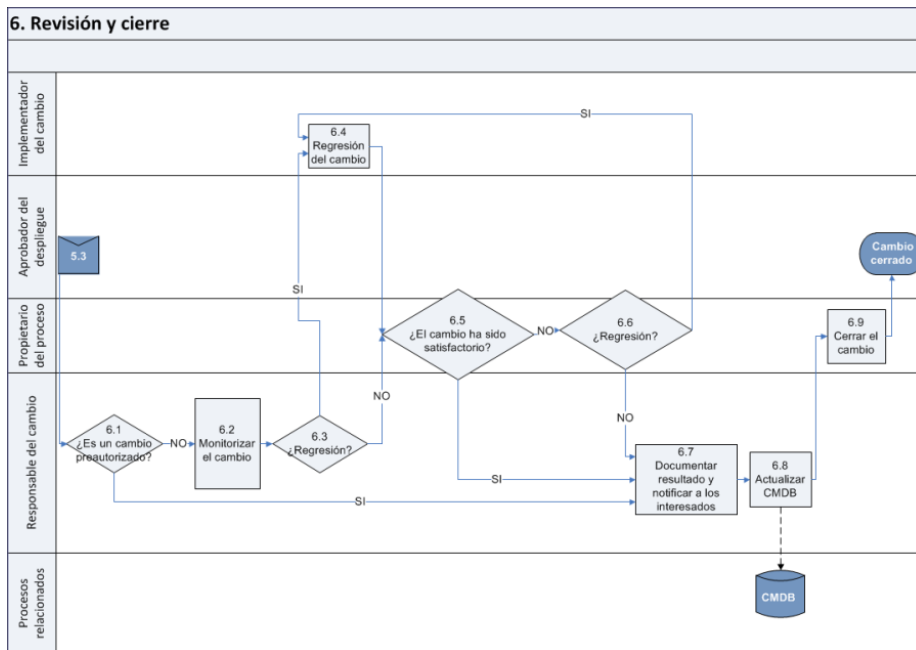 6. Revisión y cierre
Implementador
del cambio
SI
6.4
Regresión
del cambio
Aprobador del
despliegue
5.3
Cambio
cerrado
SI
Propietario
del proceso
6.5
¿El cambio ha sido
satisfactorio?
NO
6.6
¿Regresión?
6.9
Cerrar el
cambio
NO
Responsable del cambio
6.1
¿Es un cambio
preautorizado?
NO
6.2
Monitorizar
el cambio
6.3
¿Regresión?
NO
6.7
Documentar
resultado y
notificar a los
interesados
6.8
Actualizar
CMDB
SI
SI
Procesos
relacionados
CMDB